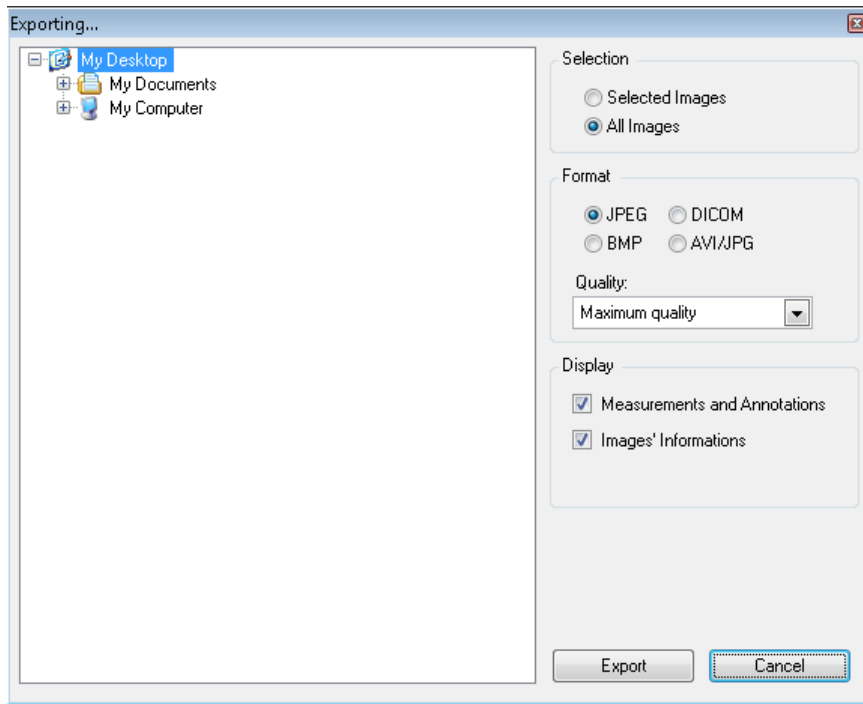 Exporting...
My Desktop
My Documents
My Computer
Selection
Selected Images
All Images
Format
JPEG DICOM
BMP AVI/JPG
Quality:
Maximum quality
Display
Measurements and Annotations
Images' Informations
Export Cancel